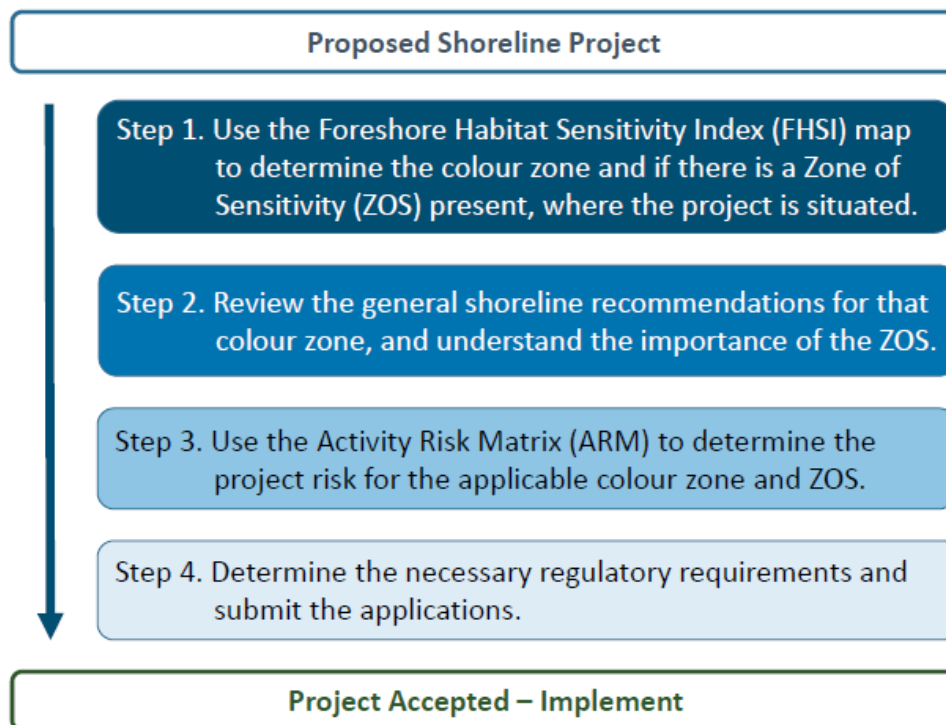 Proposed Shoreline Project
Step 1. Use the Foreshore Habitat Sensitivity Index (FHSI) map
to determine the colour zone and if there is a Zone of
Sensitivity (ZOS) present, where the project is situated.
Step 2. Review the general shoreline recommendations for that
colour zone, and understand the importance of the ZOS.
Step 3. Use the Activity Risk Matrix (ARM) to determine the
project risk for the applicable colour zone and ZOS.
Step 4. Determine the necessary regulatory requirements and
submit the applications.
Project Accepted – Implement